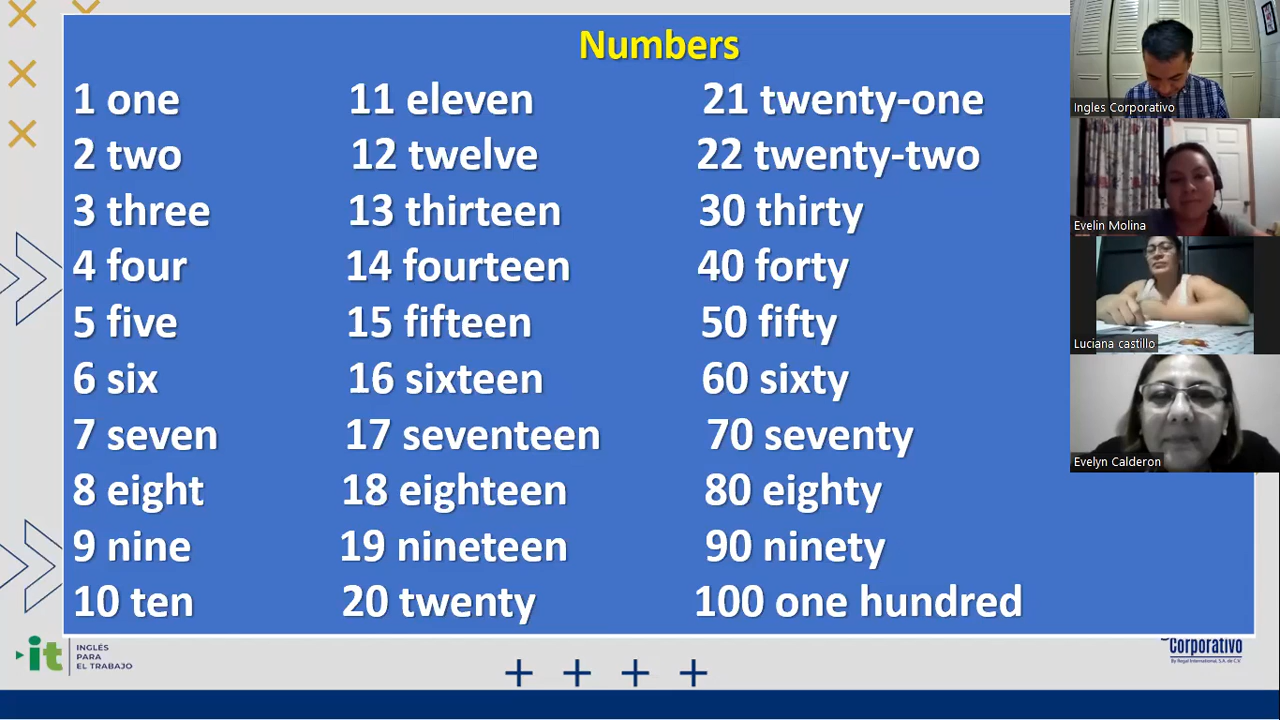 Numbers
1 one
2 two
3 three
4 four
5 five
6 six
7 seven
8 eight
9 nine
10 ten
11 eleven
12 twelve
13 thirteen
14 fourteen
15 fifteen
16 sixteen
17 seventeen
18 eighteen
19 nineteen
20 twenty
21 twenty-one
22 twenty-two
30 thirty
40 forty
50 fifty
60 sixty
70 seventy
80 eighty
90 ninety
100 one hundred
Ingles Corporativo
Evelin Molina
Luciana castillo
Evelyn Calderon
it
INGLÉS
PARA
EL TRABAJO
Corporativo